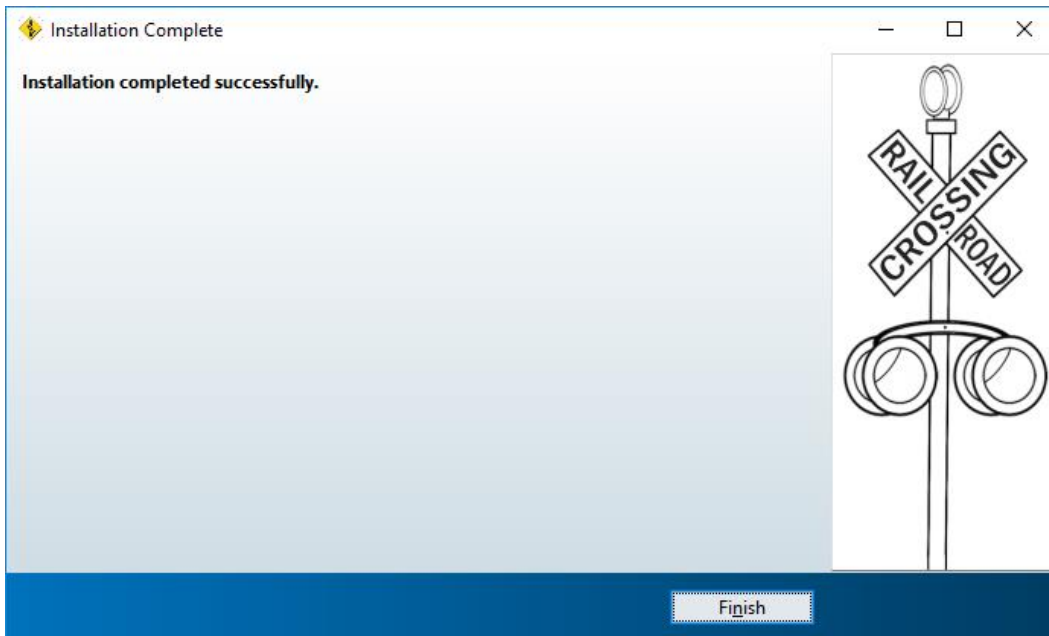 Installation Complete
Installation completed successfully.
RAIL ROAD
CROSSING
Finish